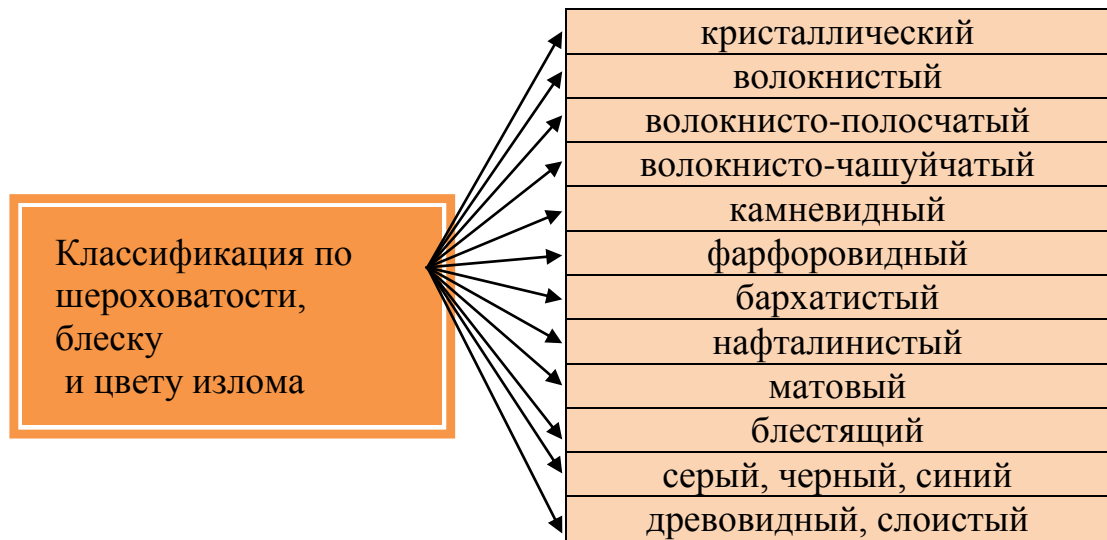 Классификация по
шероховатости,
блеску
и цвету излома
кристаллический
волокнистый
волокнисто-полосчатый
волокнисто-чашуйчатый
камневидный
фарфоровидный
бархатистый
нафталинистый
матовый
блестящий
серый, черный, синий
древовидный, слоистый